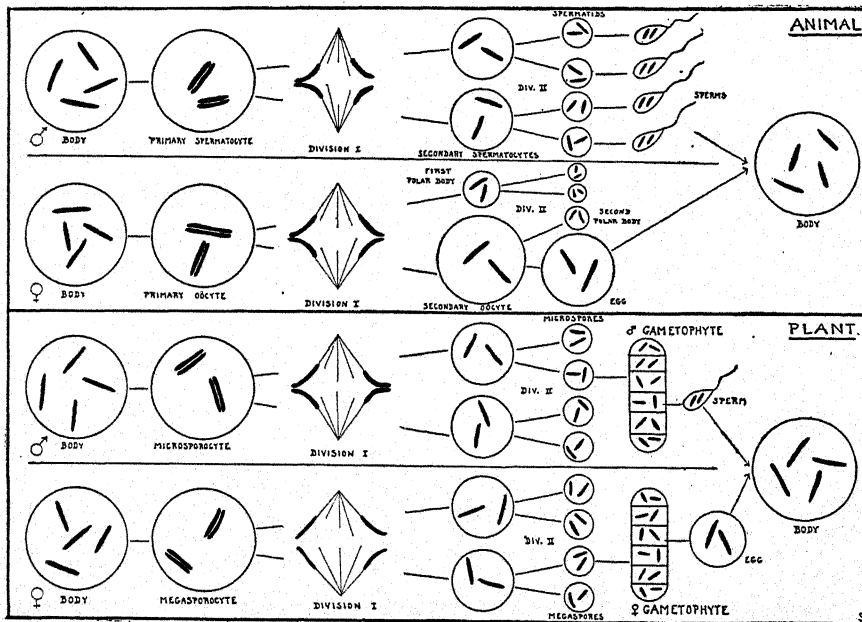 ANIMAL
SPERMATIDS
DIV. II
SPERMS
♂ BODY
PRIMARY SPERMATOCYTE
DIVISION I
SECONDARY SPERMATOCYTES
FIRST
POLAR BODY
DIV. II
SECOND
POLAR BODY
BODY
♀ BODY
PRIMARY OÖCYTE
DIVISION I
SECONDARY OÖCYTE
EGG
PLANT.
MICROSPORES
♂ GAMETOPHYTE
DIV. II
SPERM
♂ BODY
MICROSPOROCYTE
DIVISION I
BODY
DIV. II
EGG
♀ BODY
MEGASPOROCYTE
DIVISION I
MEGASPORES
♀ GAMETOPHYTE
S